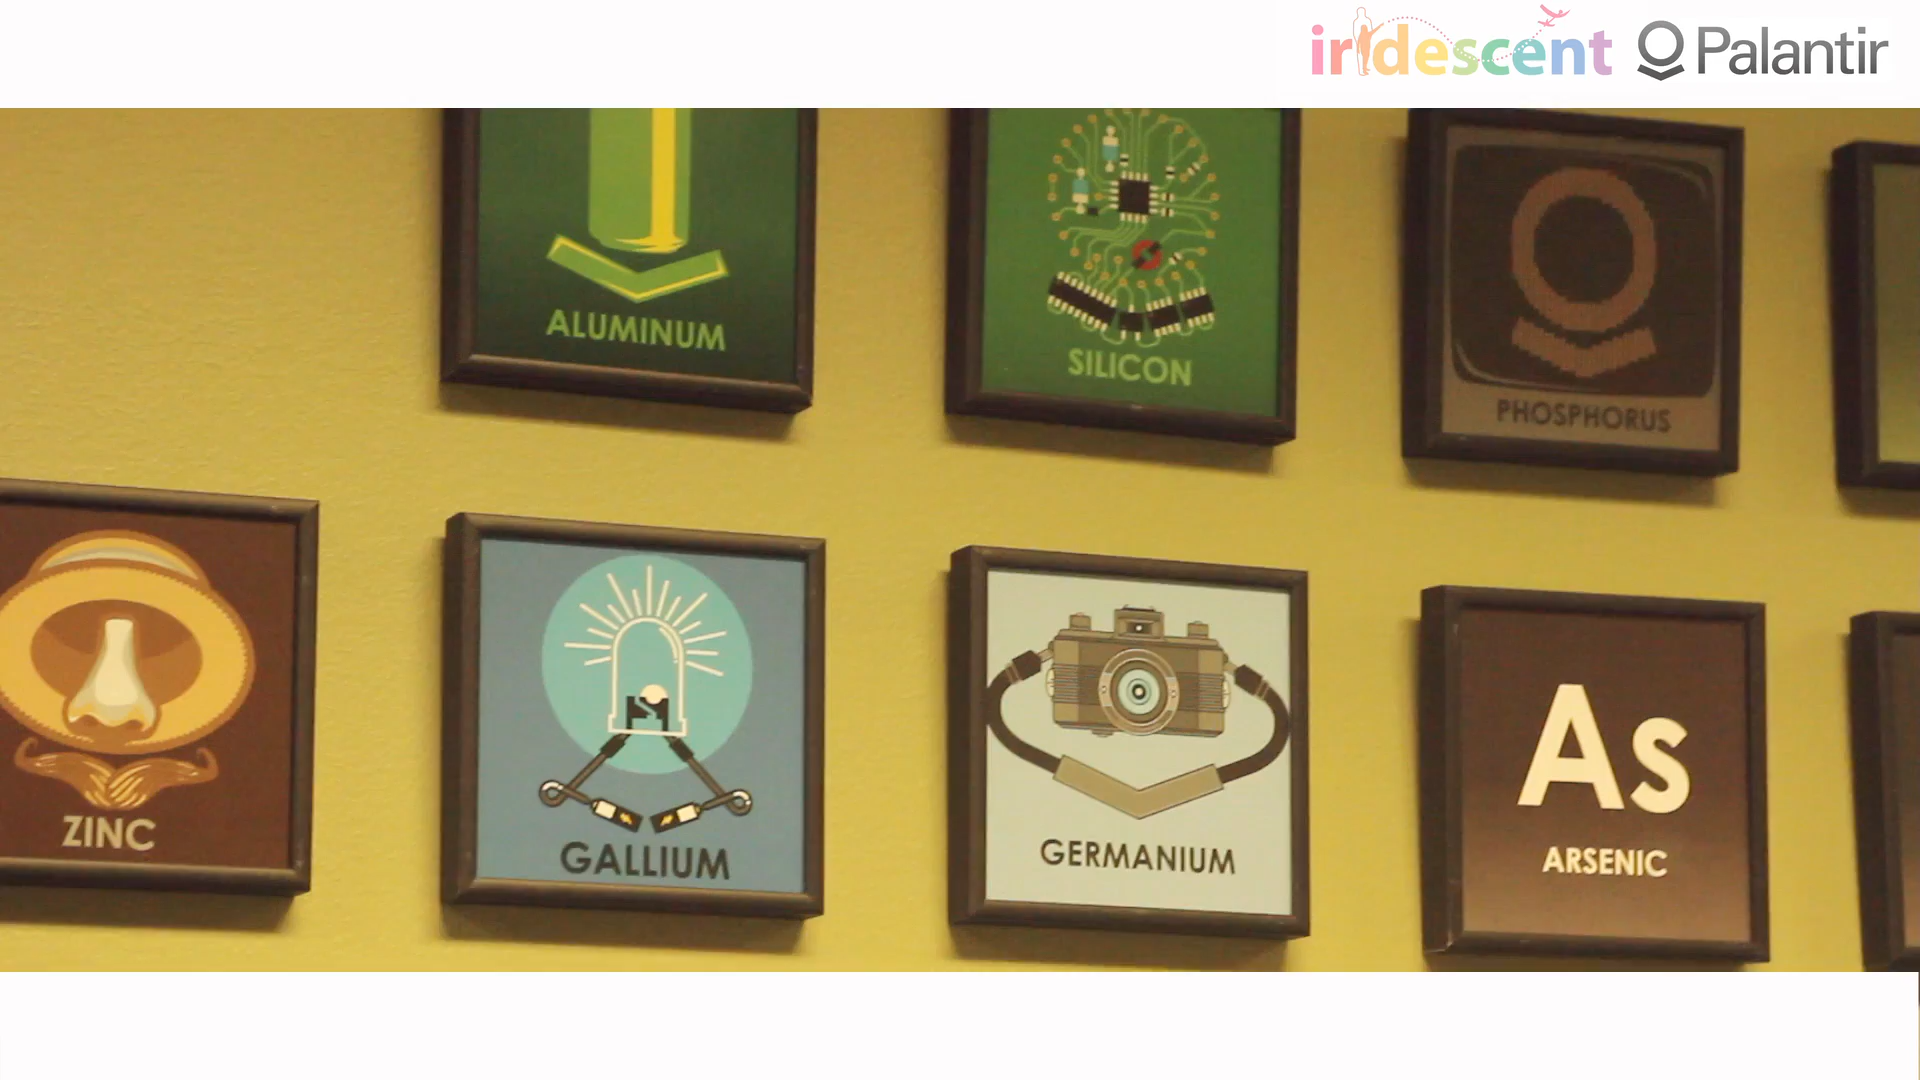 iridescent Palantir
ALUMINUM
SILICON
PHOSPHORUS
ZINC
GALLIUM
GERMANIUM
As
ARSENIC